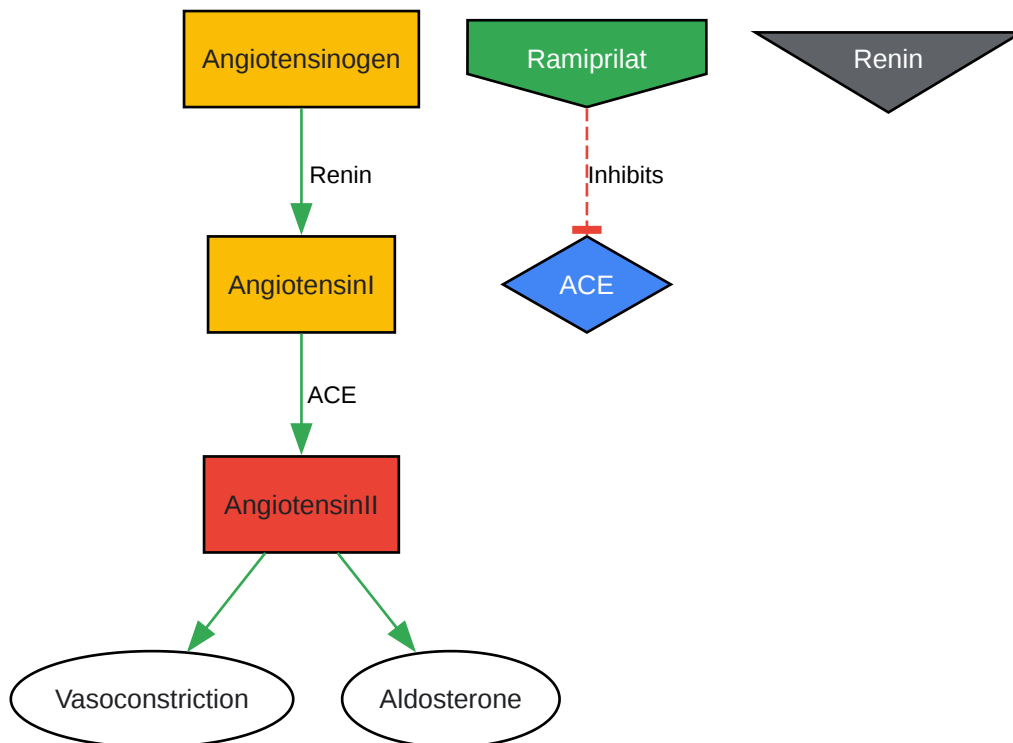 Angiotensinogen
Ramiprilat
Renin
Renin
Inhibits
AngiotensinI
ACE
ACE
AngiotensinII
Vasoconstriction
Aldosterone